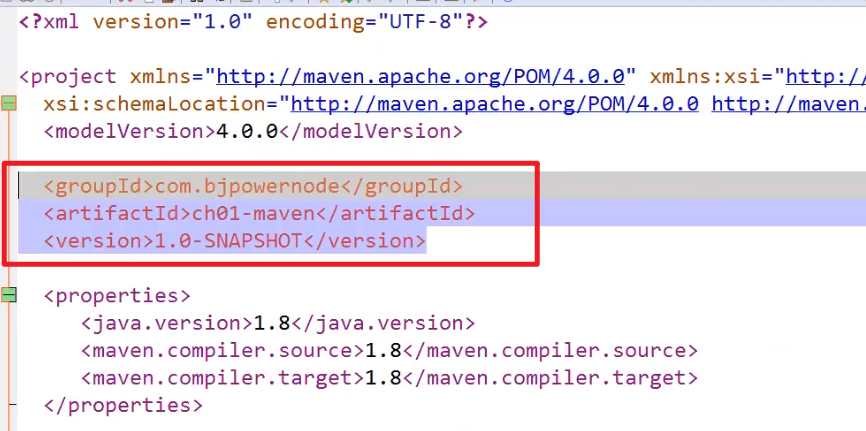 <?xml version="1.0" encoding="UTF-8"?>
<project xmlns="http://maven.apache.org/POM/4.0.0" xmlns:xsi="http://
xsi:schemaLocation="http://maven.apache.org/POM/4.0.0 http://maven.
<modelVersion>4.0.0</modelVersion>
<groupId>com.bjpowernode</groupId>
<artifactId>ch01-maven</artifactId>
<version>1.0-SNAPSHOT</version>
<properties>
<java.version>1.8</java.version>
<maven.compiler.source>1.8</maven.compiler.source>
<maven.compiler.target>1.8</maven.compiler.target>
</properties>